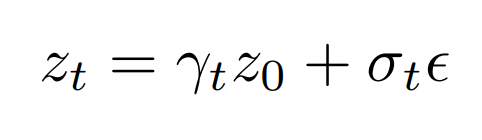 z_t = γ_t z_0 + σ_t ϵ